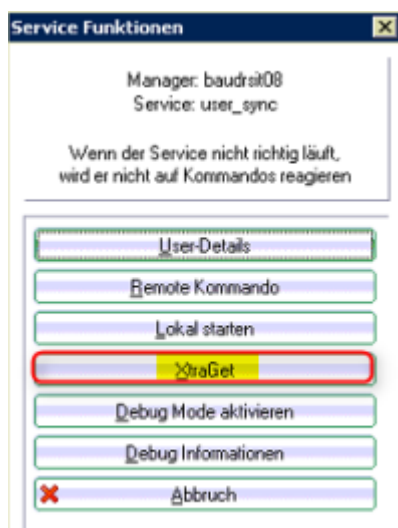 Service Funktionen
Manager: baudrsit08
Service: user_sync
Wenn der Service nicht richtig läuft,
wird er nicht auf Kommandos reagieren
User-Details
Remote Kommando
Lokal starten
XtraGet
Debug Mode aktivieren
Debug Informationen
Abbruch